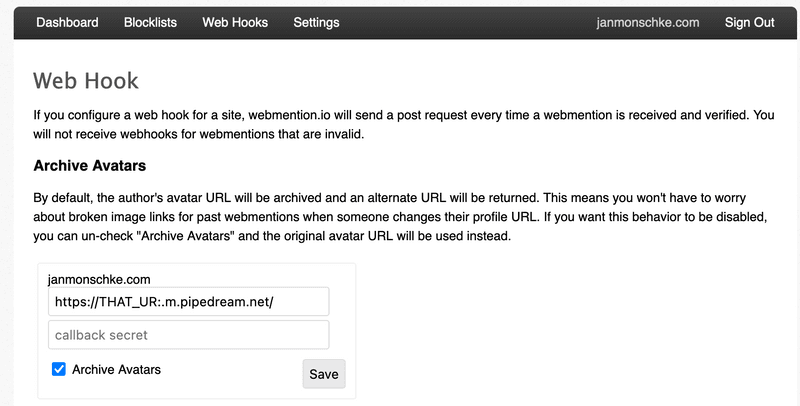 Dashboard Blocklists Web Hooks Settings janmonschke.com Sign Out
Web Hook
If you configure a web hook for a site, webmention.io will send a post request every time a webmention is received and verified. You
will not receive webhooks for webmentions that are invalid.
Archive Avatars
By default, the author's avatar URL will be archived and an alternate URL will be returned. This means you won't have to worry
about broken image links for past webmentions when someone changes their profile URL. If you want this behavior to be disabled,
you can un-check "Archive Avatars" and the original avatar URL will be used instead.
janmonschke.com
https://THAT_UR:.m.pipedream.net/
callback secret
Archive Avatars Save